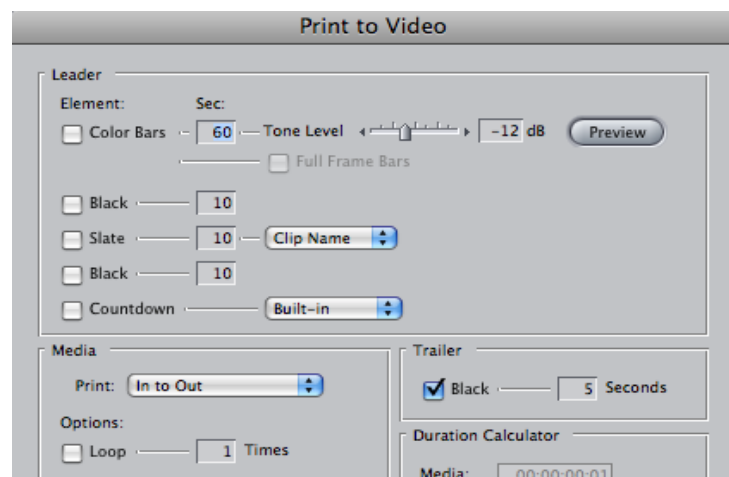 Print to Video
Leader
Element: Sec:
Color Bars 60 Tone Level -12 dB Preview
Full Frame Bars
Black 10
Slate 10 Clip Name
Black 10
Countdown Built-in
Media
Print: In to Out
Options:
Loop 1 Times
Trailer
Black 5 Seconds
Duration Calculator
Media: 00:00:00:01